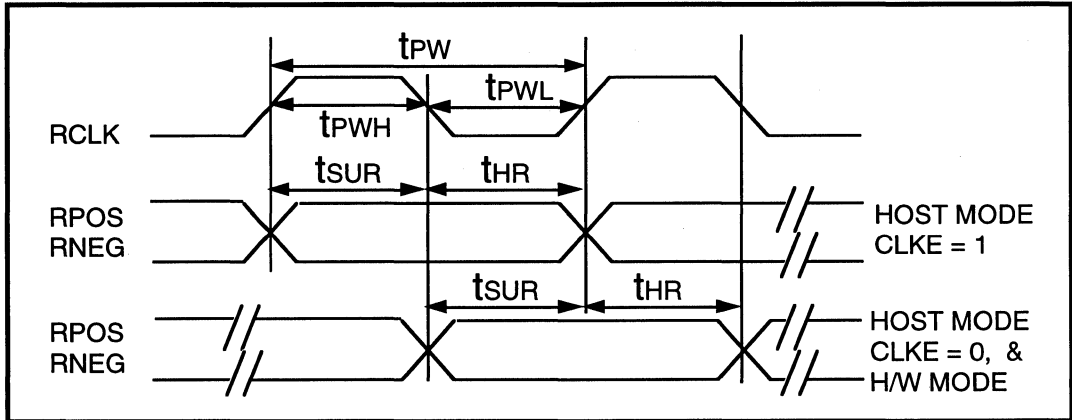 tPW
tPWL
tPWH
RCLK
tSUR
tHR
RPOS
RNEG
HOST MODE
CLKE = 1
tSUR
tHR
RPOS
RNEG
HOST MODE
CLKE = 0, &
H/W MODE